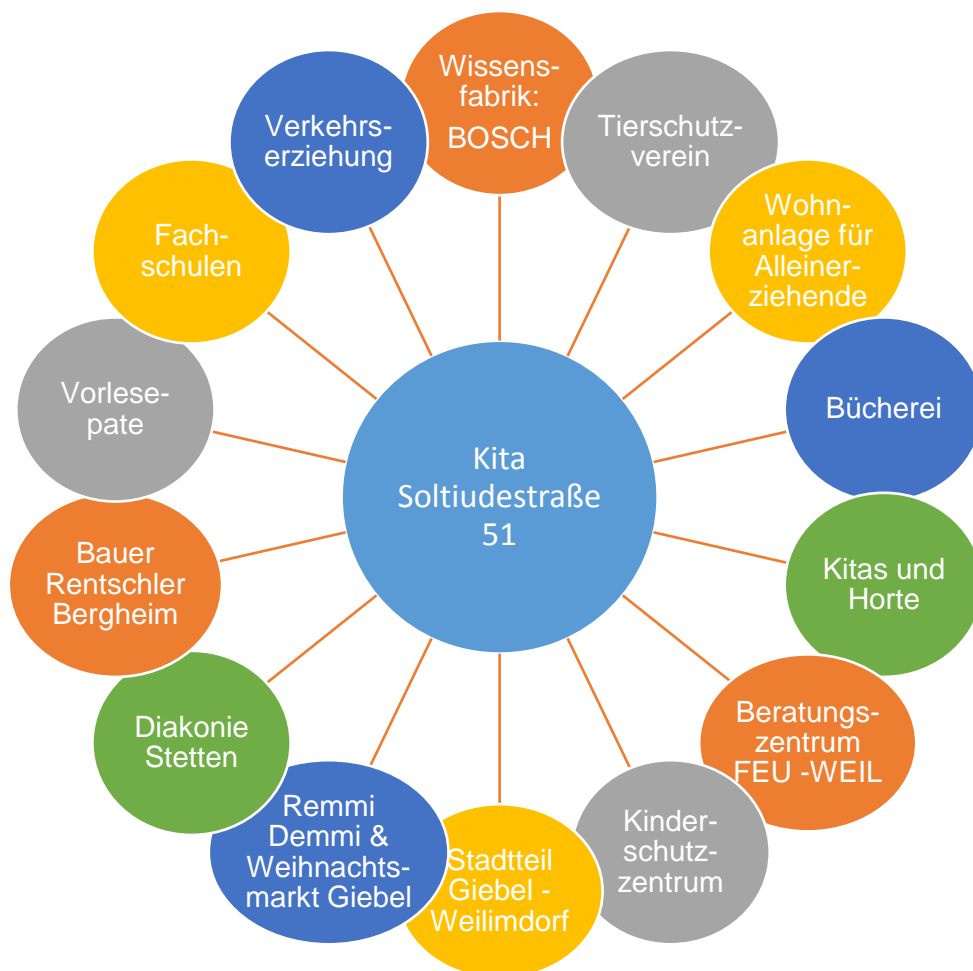 Wissens-
fabrik:
BOSCH
Tierschutz-
verein
Wohn-
anlage für
Alleiner-
ziehende
Bücherei
Kitas und
Horte
Beratungs-
zentrum
FEU -WEIL
Kinder-
schutz-
zentrum
Stadtteil
Giebel -
Weilimdorf
Remmi
Demmi &
Weihnachts-
markt Giebel
Diakonie
Stetten
Bauer
Rentschler
Bergheim
Vorlese-
pate
Fach-
schulen
Verkehrs-
erziehung
Kita
Soltiudestraße
51